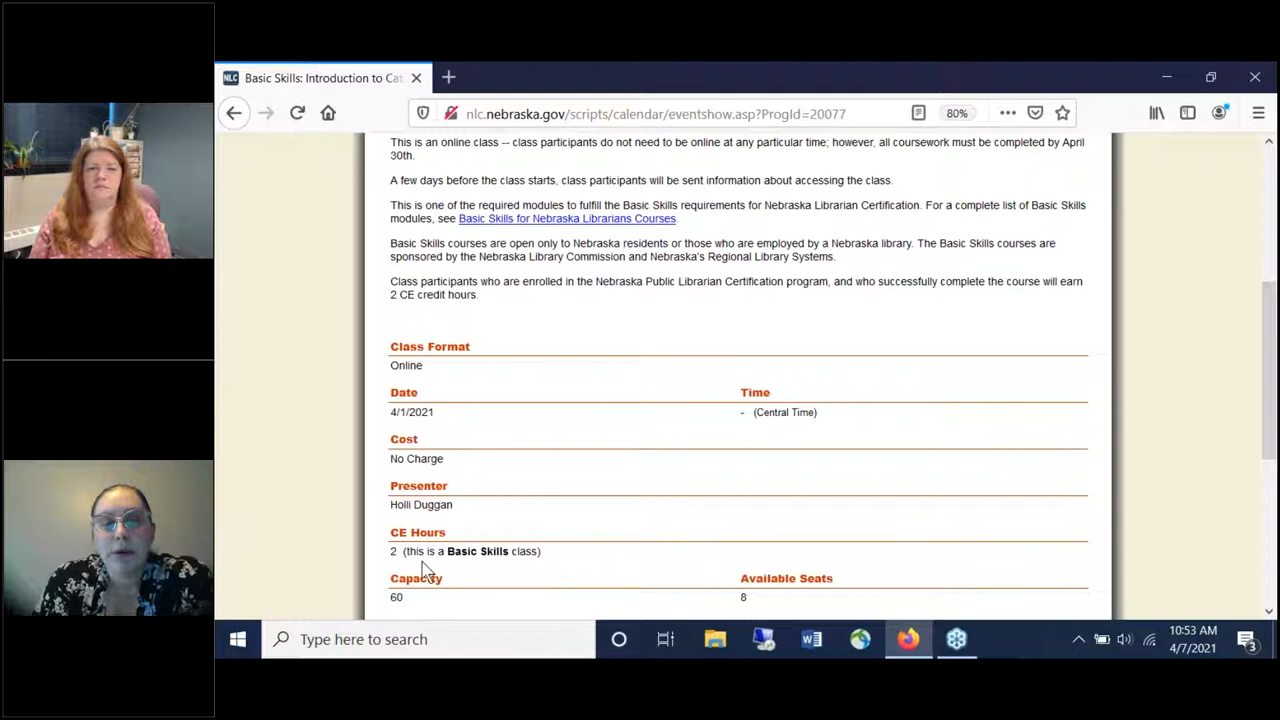 NLC Basic Skills: Introduction to Cat
nlc.nebraska.gov/scripts/calendar/eventshow.asp?ProgId=20077 80%
This is an online class -- class participants do not need to be online at any particular time; however, all coursework must be completed by April
30th.
A few days before the class starts, class participants will be sent information about accessing the class.
This is one of the required modules to fulfill the Basic Skills requirements for Nebraska Librarian Certification. For a complete list of Basic Skills
modules, see Basic Skills for Nebraska Librarians Courses.
Basic Skills courses are open only to Nebraska residents or those who are employed by a Nebraska library. The Basic Skills courses are
sponsored by the Nebraska Library Commission and Nebraska's Regional Library Systems.
Class participants who are enrolled in the Nebraska Public Librarian Certification program, and who successfully complete the course will earn
2 CE credit hours.
Class Format
Online
Date Time
4/1/2021 - (Central Time)
Cost
No Charge
Presenter
Holli Duggan
CE Hours
2 (this is a Basic Skills class)
Capacity Available Seats
60 8
Type here to search
10:53 AM
4/7/2021
3